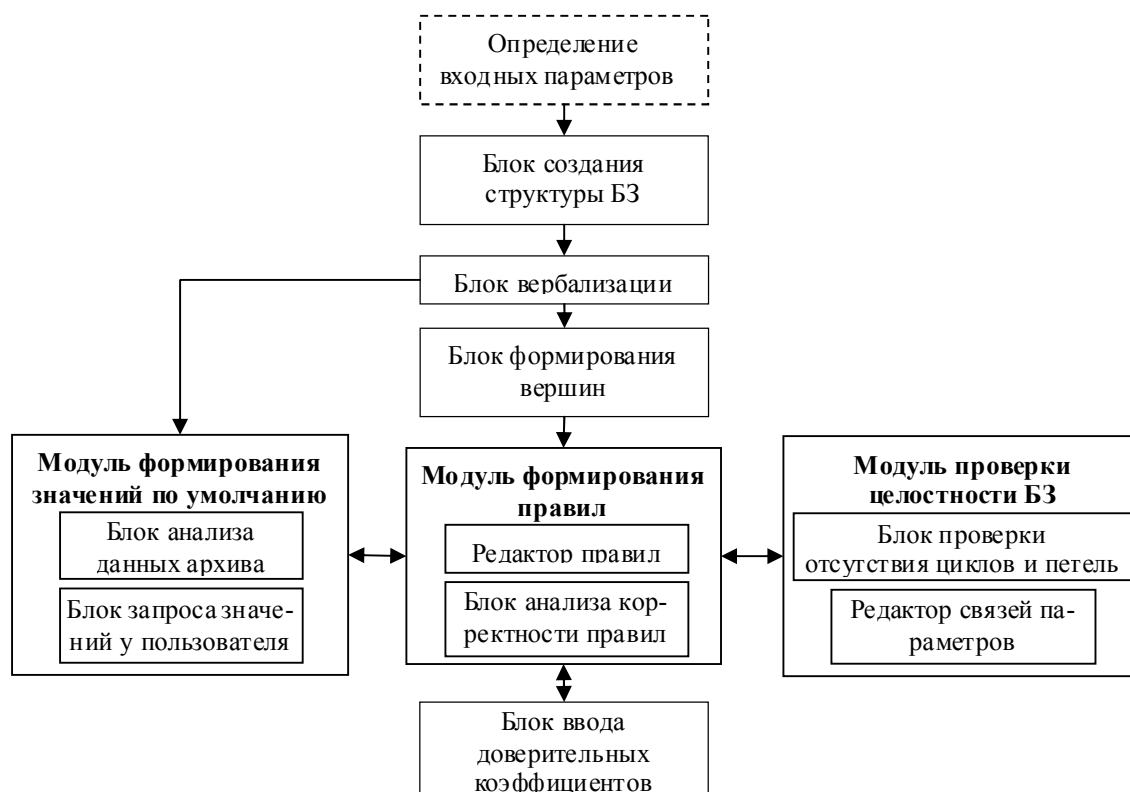 Определение
входных параметров
Блок создания
структуры БЗ
Блок вербализации
Блок формирования
вершин
Модуль формирования
значений по умолчанию
Блок анализа
данных архива
Блок запроса значе-
ний у пользователя
Модуль формирования
правил
Редактор правил
Блок анализа кор-
ректности правил
Модуль проверки
целостности БЗ
Блок проверки
отсутствия циклов и петель
Редактор связей па-
раметров
Блок ввода
доверительных
коэффициентов